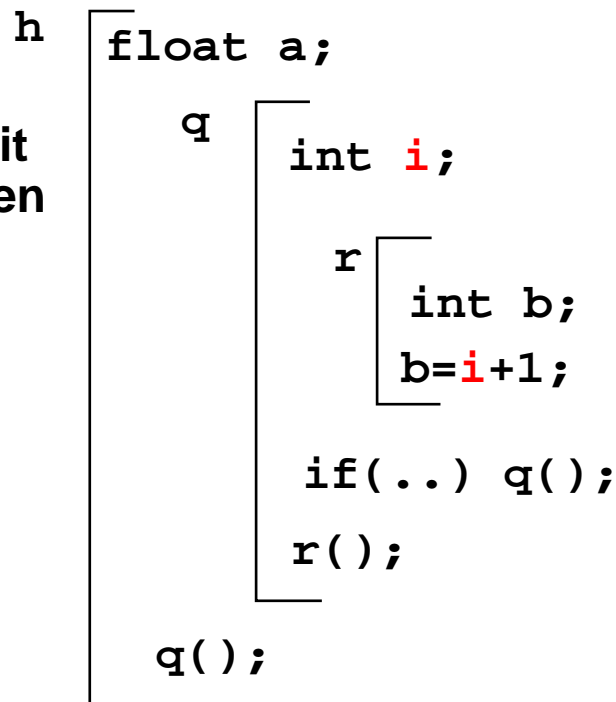 h
float a;
q
it
int i;
en
r
int b;
b=i+1;
if(..) q();
r();
q();